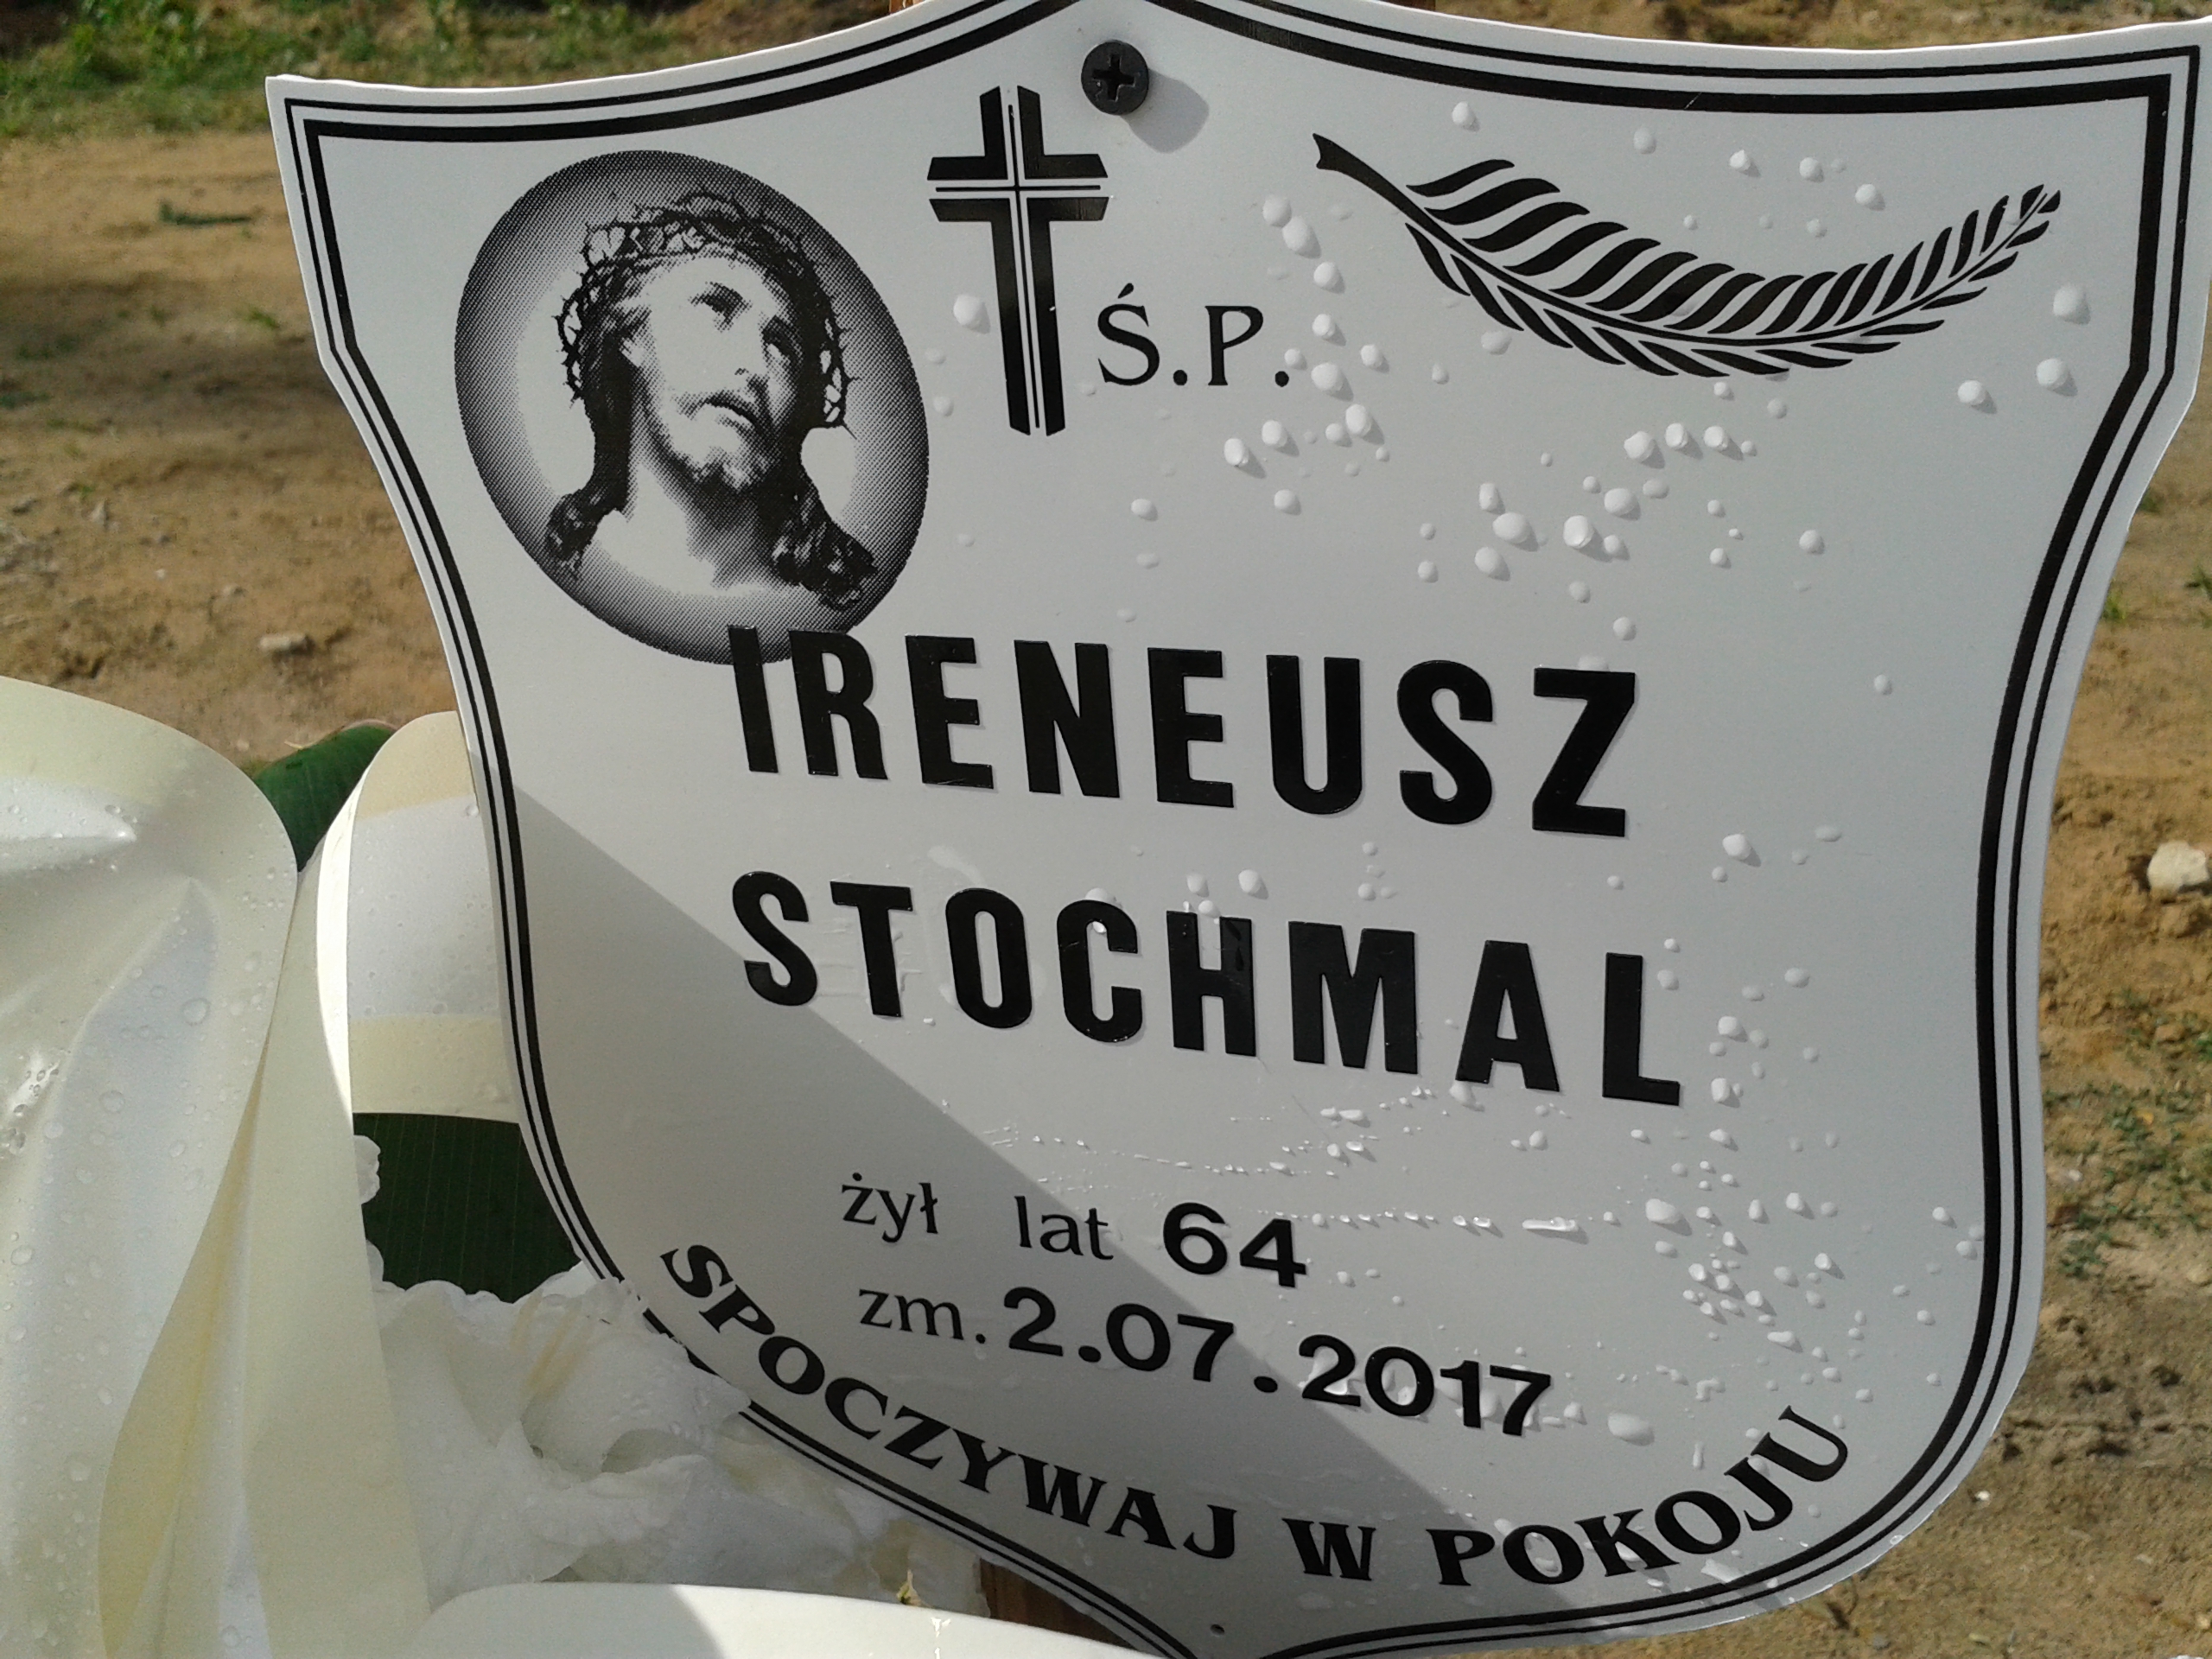 Ś.P.
IRENEUSZ
STOCHMAL
żył lat 64
zm. 2.07.2017
SPOCZYWAJ W POKOJU